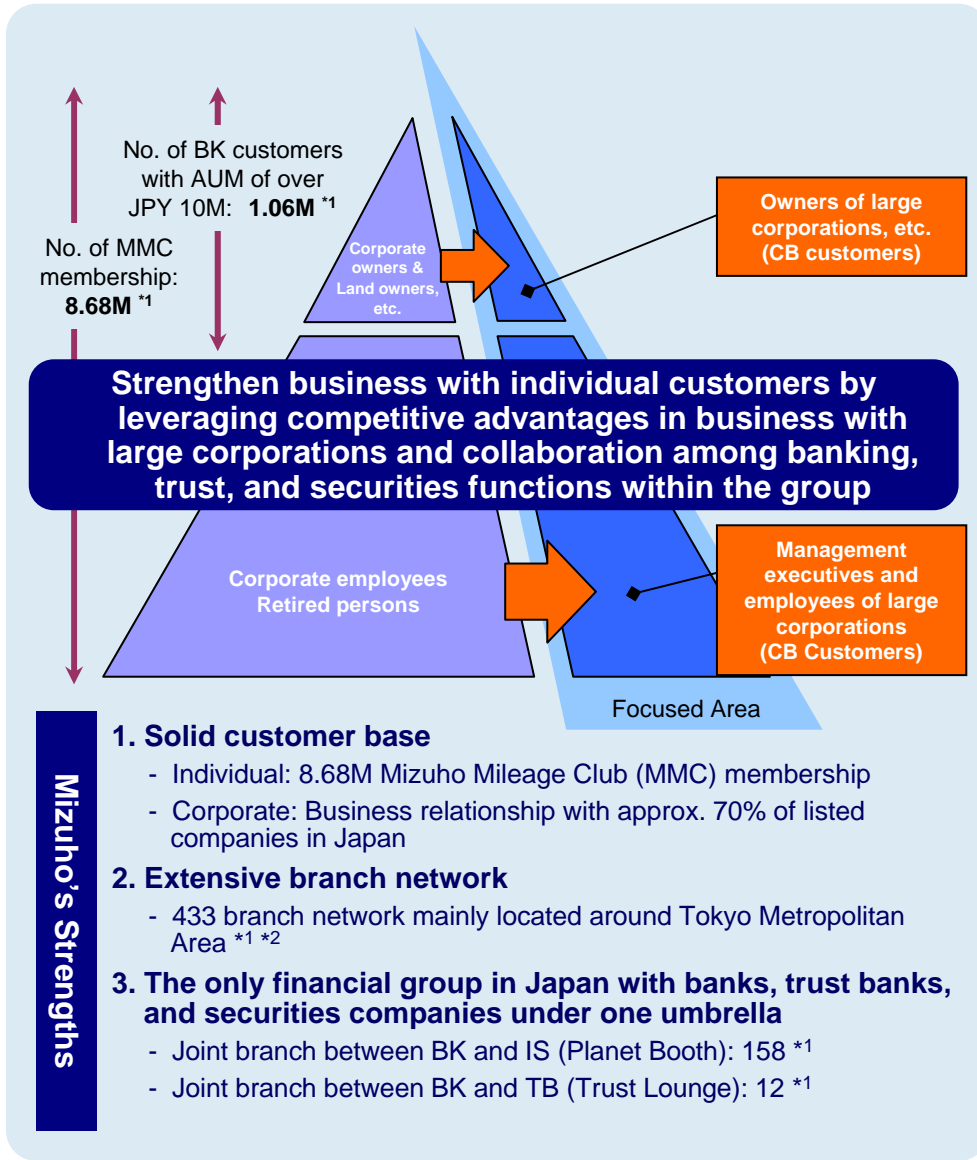 No. of BK customers
with AUM of over
JPY 10M: 1.06M *1
No. of MMC
membership:
8.68M *1
Corporate
owners &
Land owners,
etc.
Owners of large
corporations, etc.
(CB customers)
Strengthen business with individual customers by
leveraging competitive advantages in business with
large corporations and collaboration among banking,
trust, and securities functions within the group
Corporate employees
Retired persons
Management
executives and
employees of large
corporations
(CB Customers)
Focused Area
Mizuho's Strengths
1. Solid customer base
- Individual: 8.68M Mizuho Mileage Club (MMC) membership
- Corporate: Business relationship with approx. 70% of listed
companies in Japan
2. Extensive branch network
- 433 branch network mainly located around Tokyo Metropolitan
Area *1 *2
3. The only financial group in Japan with banks, trust banks,
and securities companies under one umbrella
- Joint branch between BK and IS (Planet Booth): 158 *1
- Joint branch between BK and TB (Trust Lounge): 12 *1